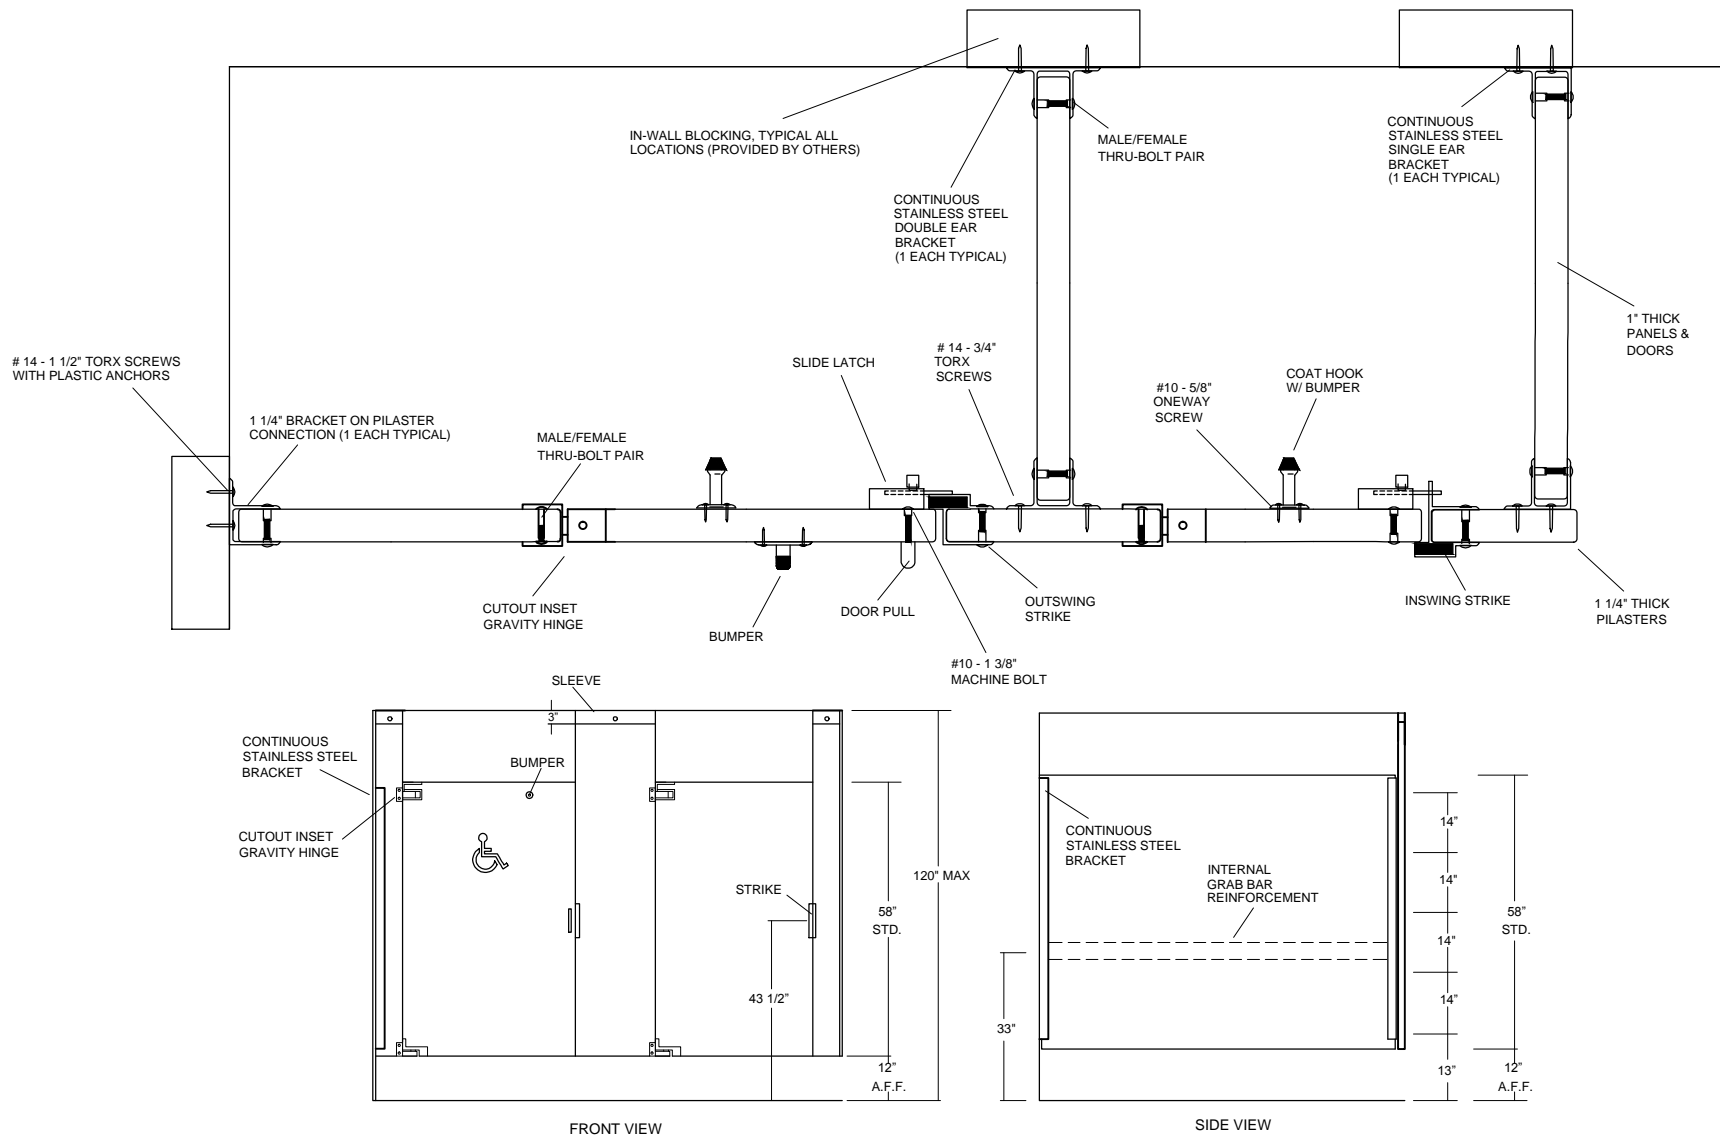 IN-WALL BLOCKING, TYPICAL ALL
LOCATIONS (PROVIDED BY OTHERS)
MALE/FEMALE
THRU-BOLT PAIR
CONTINUOUS
STAINLESS STEEL
SINGLE EAR
BRACKET
(1 EACH TYPICAL)
CONTINUOUS
STAINLESS STEEL
DOUBLE EAR
BRACKET
(1 EACH TYPICAL)
1" THICK
PANELS &
DOORS
# 14 - 1 1/2" TORX SCREWS
WITH PLASTIC ANCHORS
SLIDE LATCH
# 14 - 3/4"
TORX
SCREWS
#10 - 5/8"
ONEWAY
SCREW
COAT HOOK
W/ BUMPER
1 1/4" BRACKET ON PILASTER
CONNECTION (1 EACH TYPICAL)
MALE/FEMALE
THRU-BOLT PAIR
CUTOUT INSET
GRAVITY HINGE
BUMPER
DOOR PULL
OUTSWING
STRIKE
INSWING STRIKE
1 1/4" THICK
PILASTERS
#10 - 1 3/8"
MACHINE BOLT
SLEEVE
3"
CONTINUOUS
STAINLESS STEEL
BRACKET
BUMPER
CUTOUT INSET
GRAVITY HINGE
STRIKE
43 1/2"
58"
STD.
120" MAX
12"
A.F.F.
FRONT VIEW
CONTINUOUS
STAINLESS STEEL
BRACKET
INTERNAL
GRAB BAR
REINFORCEMENT
33"
14"
14"
14"
14"
13"
58"
STD.
12"
A.F.F.
SIDE VIEW